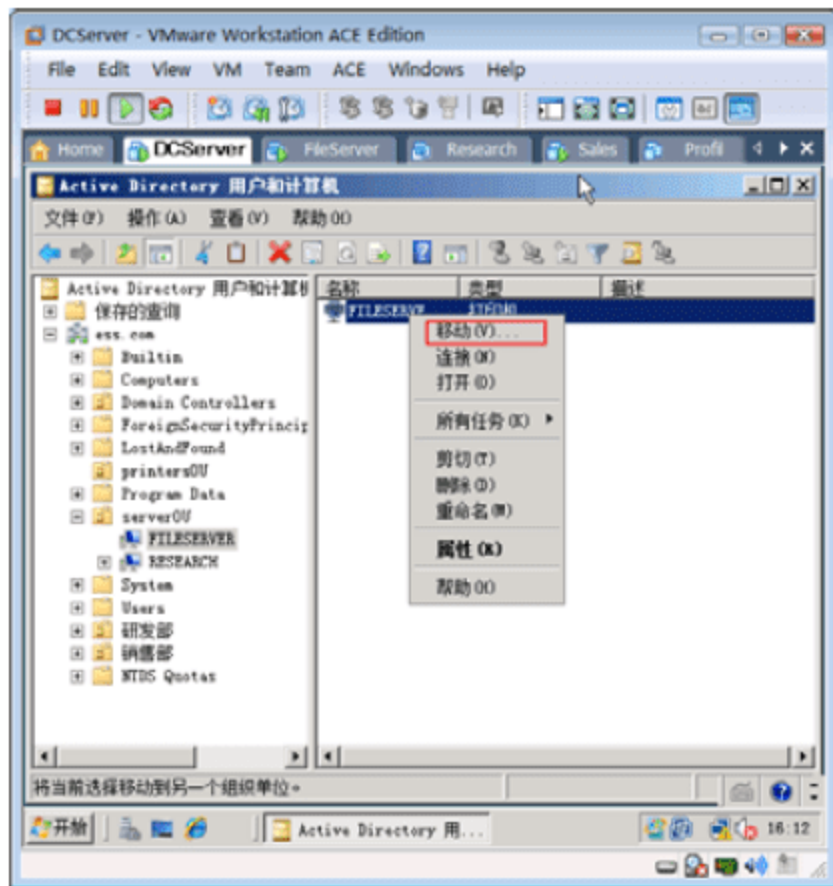 DCServer - VMware Workstation ACE Edition
File Edit View VM Team ACE Windows Help
Home DCServer FileServer Research Sales Profil
Active Directory 用户和计算机
文件(F) 操作(A) 查看(V) 帮助(H)
Active Directory 用户和计算机 名称 类型 描述
保存的查询 FILESERVE 打印机
ess.com 移动(V)...
Builtin 连接(N)
Computers 打开(O)
Domain Controllers
ForeignSecurityPrincip 所有任务(K)
LostAndFound
printersOU 剪切(T)
Program Data 删除(D)
serverOU 重命名(M)
FILESERVER 属性(R)
RESEARCH
System 帮助(H)
Users
研发部
销售部
NTDS Quotas
将当前选择移动到另一个组织单位。
开始 Active Directory 用... 16:12